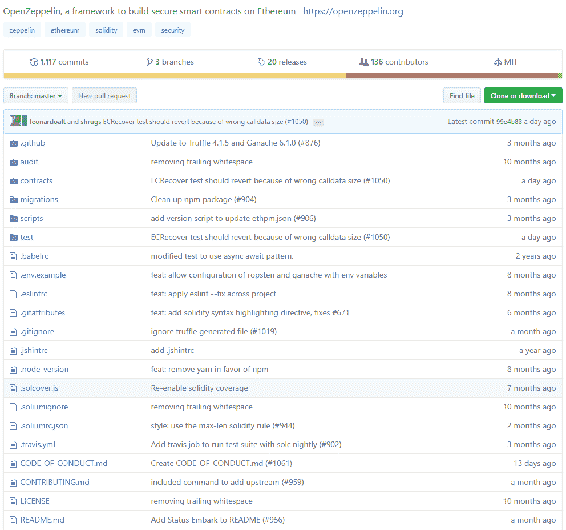 OpenZeppelin, a framework to build secure smart contracts on Ethereum https://openzeppelin.org
zeppelin ethereum solidity evm security
1,117 commits 3 branches 20 releases 136 contributors MIT
Branch: master New pull request Find file Clone or download
and shrugs ECRecover test should revert because of wrong calldata size (#1050) Latest commit a day ago
.github Update to Truffle 4.1.5 and Ganache 6.1.0 (#876) 3 months ago
audit removing trailing whitespace 10 months ago
contracts ECRecover test should revert because of wrong calldata size (#1050) a day ago
migrations Clean up npm package (#904) 3 months ago
scripts add version script to update ethpm.json (#906) 3 months ago
test ECRecover test should revert because of wrong calldata size (#1050) a day ago
.babelrc modified test to use async await pattern. 2 years ago
.env.example feat: allow configuration of ropsten and ganache with env variables 8 months ago
.eslintrc feat: apply eslint --fix across project 8 months ago
.gitattributes feat: add solidity syntax highlighting directive, fixes 6 months ago
.gitignore ignore truffle generated file (#1019) a month ago
.jshintrc add .jshintrc a year ago
.node-version feat: remove yarn in favor of npm 8 months ago
.solcover.js Re-enable solidity coverage 7 months ago
.soliumignore removing trailing whitespace 10 months ago
.soliumrc.json style: use the max-len solidity rule (#944) 2 months ago
.travis.yml Add travis job to run test suite with solc nightly (#902) 3 months ago
CODE_OF_CONDUCT.md Create CODE_OF_CONDUCT.md (#1061) 13 days ago
CONTRIBUTING.md included command to add upstream (#959) a month ago
LICENSE removing trailing whitespace 10 months ago
README.md Add Status Embark to README (#956) a month ago